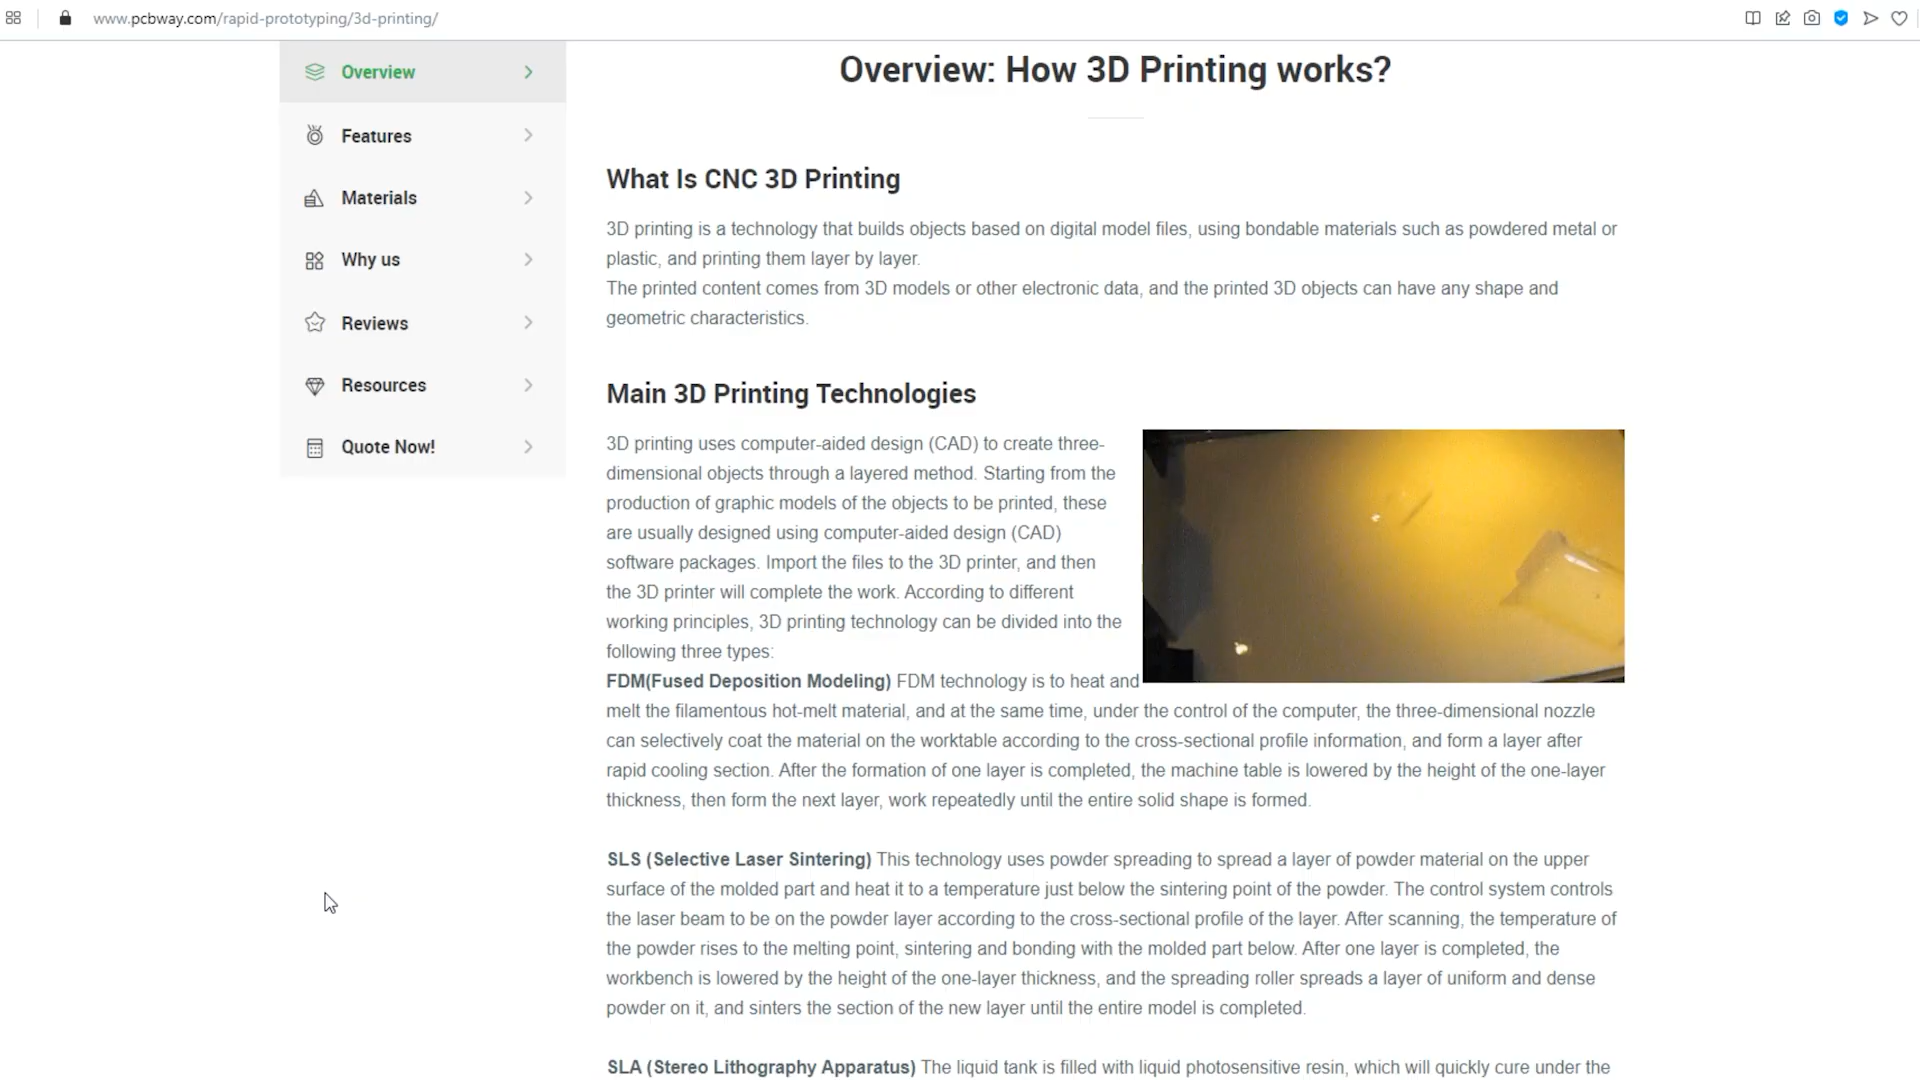 www.pcbway.com/rapid-prototyping/3d-printing/
Overview
Features
Materials
Why us
Reviews
Resources
Quote Now!
Overview: How 3D Printing works?
What Is CNC 3D Printing
3D printing is a technology that builds objects based on digital model files, using bondable materials such as powdered metal or
plastic, and printing them layer by layer.
The printed content comes from 3D models or other electronic data, and the printed 3D objects can have any shape and
geometric characteristics.
Main 3D Printing Technologies
3D printing uses computer-aided design (CAD) to create three-
dimensional objects through a layered method. Starting from the
production of graphic models of the objects to be printed, these
are usually designed using computer-aided design (CAD)
software packages. Import the files to the 3D printer, and then
the 3D printer will complete the work. According to different
working principles, 3D printing technology can be divided into the
following three types:
FDM(Fused Deposition Modeling) FDM technology is to heat and
melt the filamentous hot-melt material, and at the same time, under the control of the computer, the three-dimensional nozzle
can selectively coat the material on the worktable according to the cross-sectional profile information, and form a layer after
rapid cooling section. After the formation of one layer is completed, the machine table is lowered by the height of the one-layer
thickness, then form the next layer, work repeatedly until the entire solid shape is formed.
SLS (Selective Laser Sintering) This technology uses powder spreading to spread a layer of powder material on the upper
surface of the molded part and heat it to a temperature just below the sintering point of the powder. The control system controls
the laser beam to be on the powder layer according to the cross-sectional profile of the layer. After scanning, the temperature of
the powder rises to the melting point, sintering and bonding with the molded part below. After one layer is completed, the
workbench is lowered by the height of the one-layer thickness, and the spreading roller spreads a layer of uniform and dense
powder on it, and sinters the section of the new layer until the entire model is completed.
SLA (Stereo Lithography Apparatus) The liquid tank is filled with liquid photosensitive resin, which will quickly cure under the